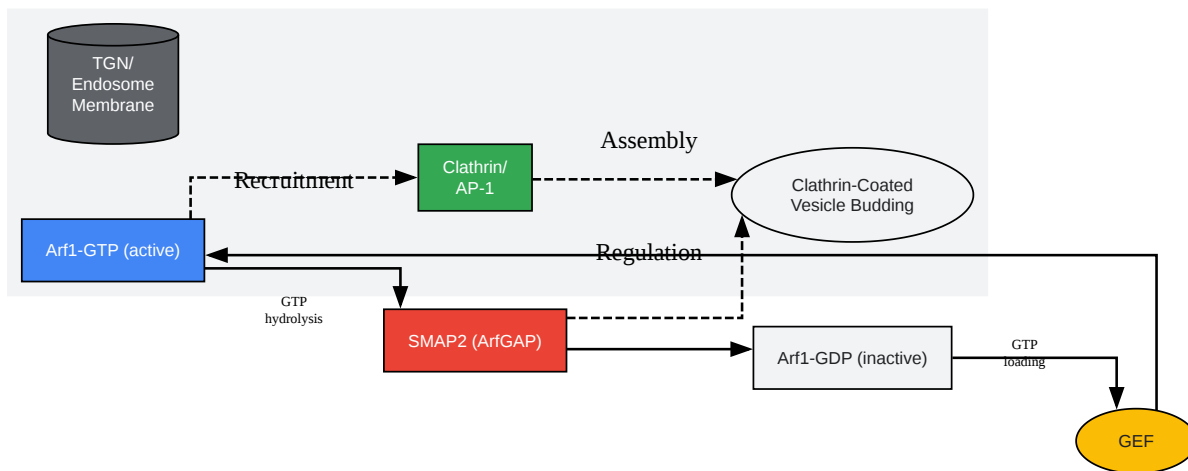 TGN/
Endosome
Membrane
Clathrin/
AP-1
Assembly
Recruitment
Clathrin-Coated
Vesicle Budding
Arf1-GTP (active)
Regulation
GTP
hydrolysis
SMAP2 (ArfGAP)
Arf1-GDP (inactive)
GTP
loading
GEF